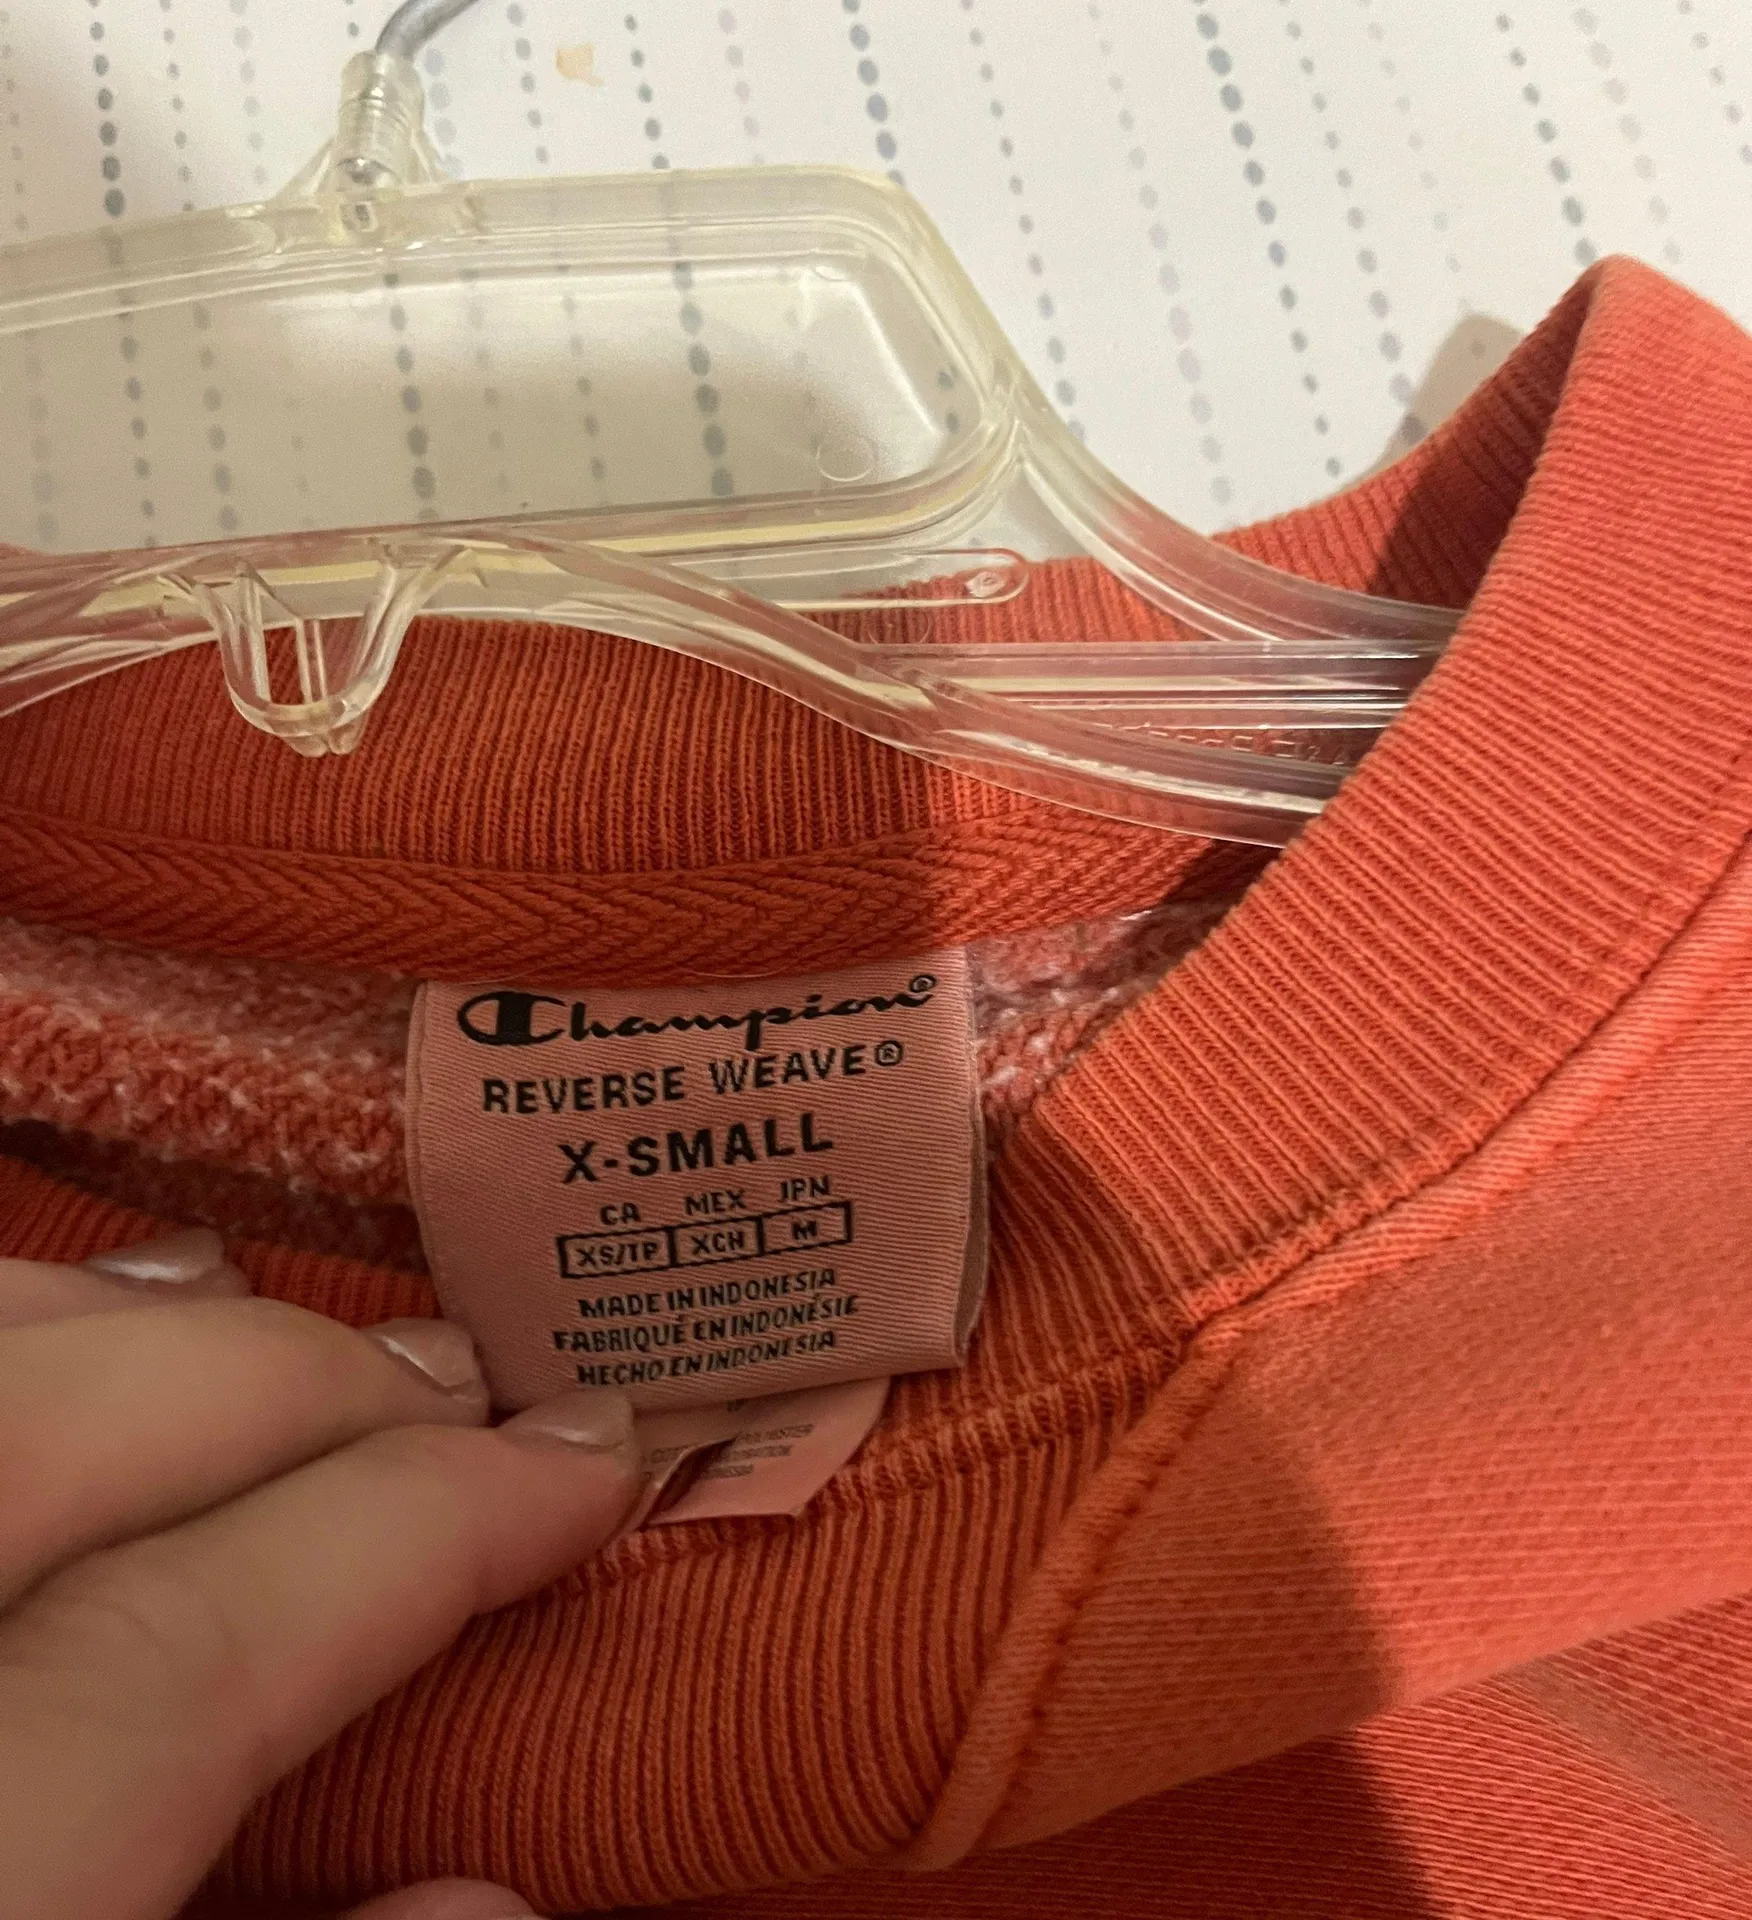 Champion®
REVERSE WEAVE®
X-SMALL
CA MEX JPN
XS/TP XCH M
MADE IN INDONESIA
FABRIQUÉ EN INDONÉSIE
HECHO EN INDONESIA